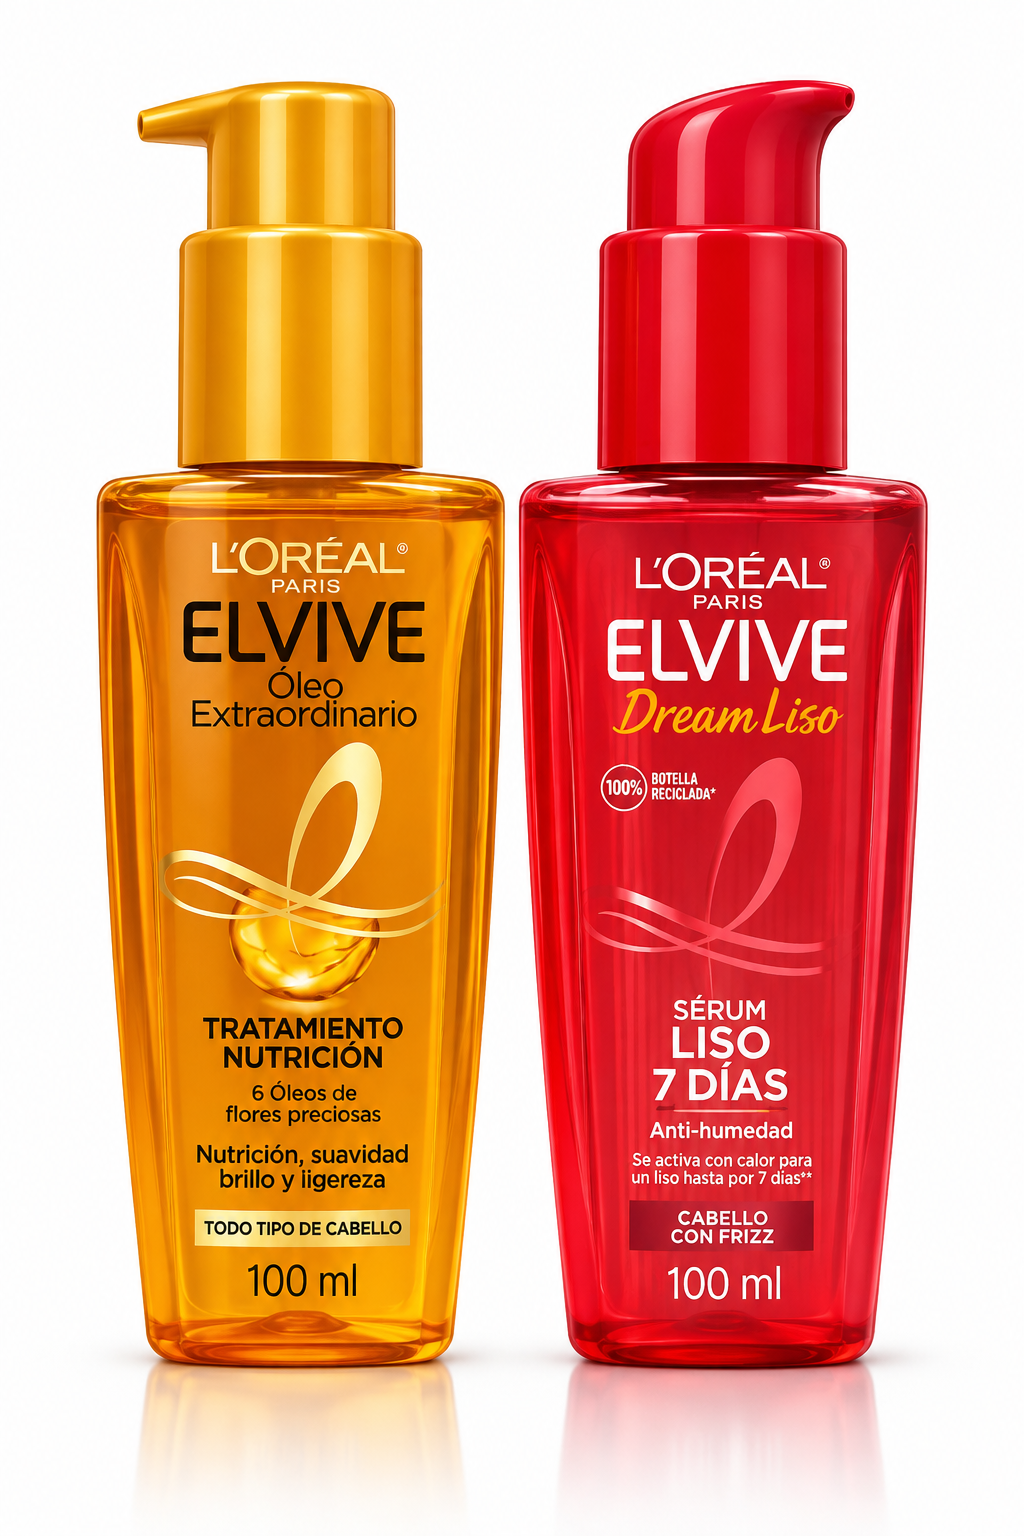 L'ORÉAL®
PARIS
ELVIVE
Óleo
Extraordinario
TRATAMIENTO
NUTRICIÓN
6 Óleos de
flores preciosas
Nutrición, suavidad
brillo y ligereza
TODO TIPO DE CABELLO
100 ml
L'ORÉAL®
PARIS
ELVIVE
Dream Liso
100%
BOTELLA
RECICLADA*
SÉRUM
LISO
7 DÍAS
Anti-humedad
Se activa con calor para
un liso hasta por 7 días**
CABELLO
CON FRIZZ
100 ml